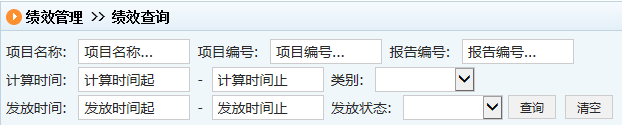 绩效管理 >> 绩效查询
项目名称: 项目名称... 项目编号: 项目编号... 报告编号: 报告编号...
计算时间: 计算时间起 - 计算时间止 类别:
发放时间: 发放时间起 - 发放时间止 发放状态: 查询 清空